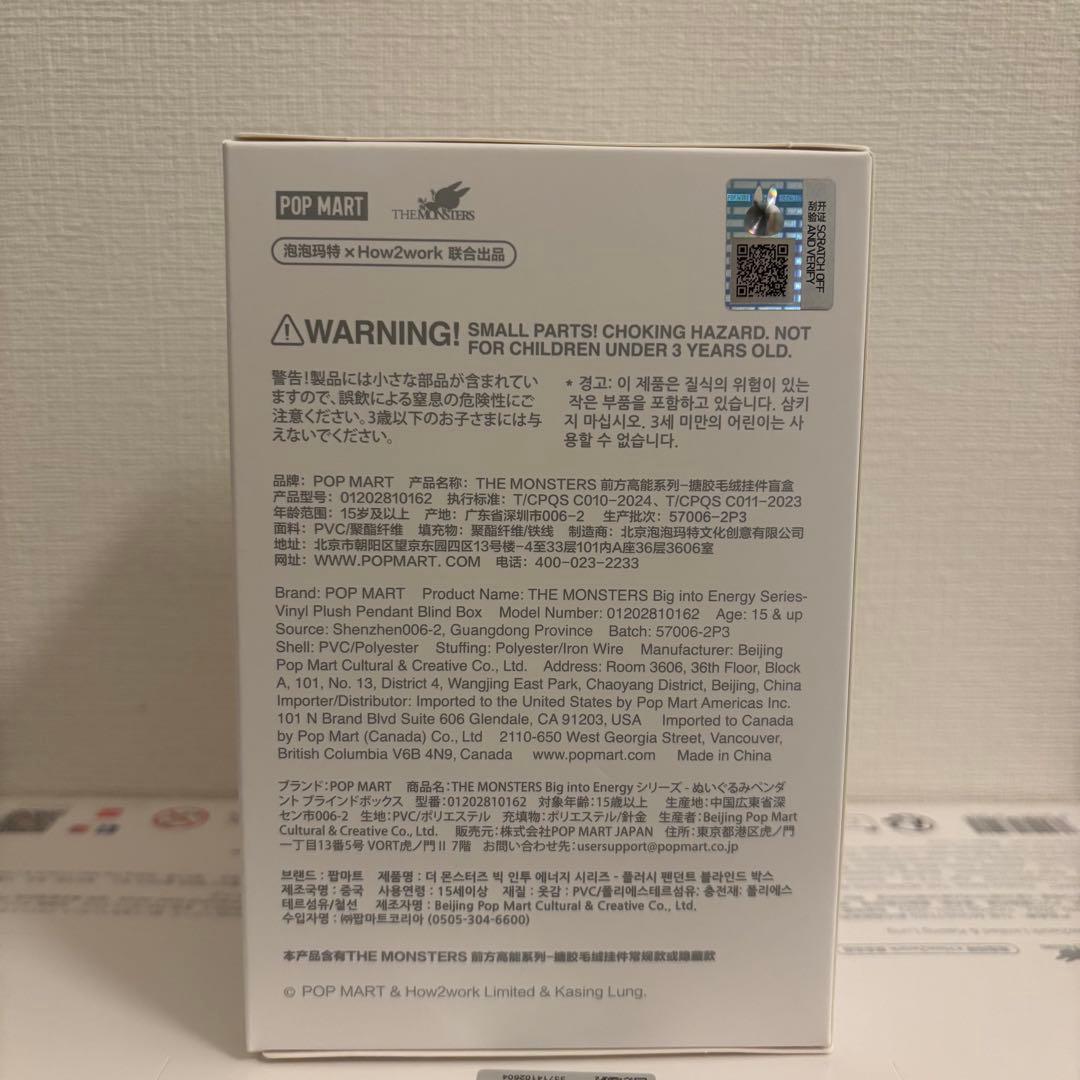 POP MART
THE MONSTERS
泡泡玛特×How2work 联合出品
POP MART
刮开涂层 SCRATCH OFF
AND VERIFY
WARNING! SMALL PARTS! CHOKING HAZARD. NOT
FOR CHILDREN UNDER 3 YEARS OLD.
警告!製品には小さな部品が含まれてい
ますので、誤飲による窒息の危険性にご
注意ください。3歳以下のお子さまには与
えないでください。
* 경고: 이 제품은 질식의 위험이 있는
작은 부품을 포함하고 있습니다. 삼키
지 마십시오. 3세 미만의 어린이는 사
용할 수 없습니다.
品牌: POP MART 产品名称: THE MONSTERS 前方高能系列-搪胶毛绒挂件盲盒
产品型号: 01202810162 执行标准: T/CPQS C010-2024、T/CPQS C011-2023
年龄范围: 15岁及以上 产地: 广东省深圳市006-2 生产批次: 57006-2P3
面料: PVC/聚酯纤维 填充物: 聚酯纤维/铁线 制造商: 北京泡泡玛特文化创意有限公司
地址: 北京市朝阳区望京东园四区13号楼-4至33层101内A座36层3606室
网址: WWW.POPMART.COM 电话: 400-023-2233
Brand: POP MART Product Name: THE MONSTERS Big into Energy Series-
Vinyl Plush Pendant Blind Box Model Number: 01202810162 Age: 15 & up
Source: Shenzhen006-2, Guangdong Province Batch: 57006-2P3
Shell: PVC/Polyester Stuffing: Polyester/Iron Wire Manufacturer: Beijing
Pop Mart Cultural & Creative Co., Ltd. Address: Room 3606, 36th Floor, Block
A, 101, No. 13, District 4, Wangjing East Park, Chaoyang District, Beijing, China
Importer/Distributor: Imported to the United States by Pop Mart Americas Inc.
101 N Brand Blvd Suite 606 Glendale, CA 91203, USA Imported to Canada
by Pop Mart (Canada) Co., Ltd 2110-650 West Georgia Street, Vancouver,
British Columbia V6B 4N9, Canada www.popmart.com Made in China
ブランド:POP MART 商品名:THE MONSTERS Big into Energy シリーズ - ぬいぐるみペンダ
ント ブラインドボックス 型番:01202810162 対象年齢:15歳以上 生産地:中国広東省深
セン市006-2 生地:PVC/ポリエステル 充填物:ポリエステル/針金 生産者:Beijing Pop Mart
Cultural & Creative Co., Ltd. 販売元:株式会社POP MART JAPAN 住所:東京都港区虎ノ門
一丁目13番5号 VORT虎ノ門Ⅱ 7階 お問い合わせ先:usersupport@popmart.co.jp
브랜드 : 팝마트 제품명 : 더 몬스터즈 빅 인투 에너지 시리즈 - 플러시 펜던트 블라인드 박스
제조국명 : 중국 사용연령 : 15세이상 재질 : 옷감 : PVC/폴리에스테르섬유: 충전재: 폴리에스
테르섬유/철선 제조자명 : Beijing Pop Mart Cultural & Creative Co., Ltd.
수입자명 : ㈜팝마트코리아 (0505-304-6600)
本产品含有THE MONSTERS 前方高能系列-搪胶毛绒挂件常规款或隐藏款
© POP MART & How2work Limited & Kasing Lung.